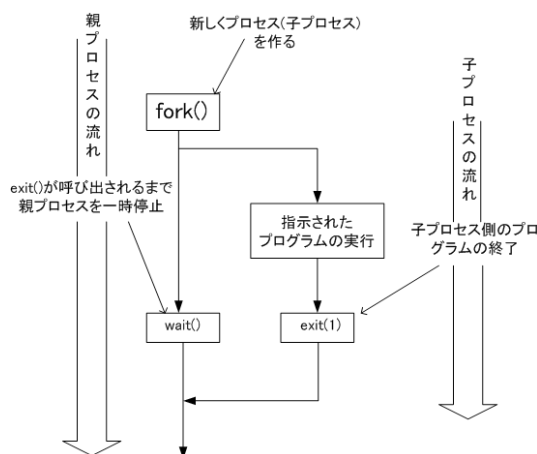 親プロセスの流れ
新しくプロセス(子プロセス)
を作る
fork()
子プロセスの流れ
exit()が呼び出されるまで
親プロセスを一時停止
指示された
プログラムの実行
子プロセス側のプロ
グラムの終了
wait()
exit(1)